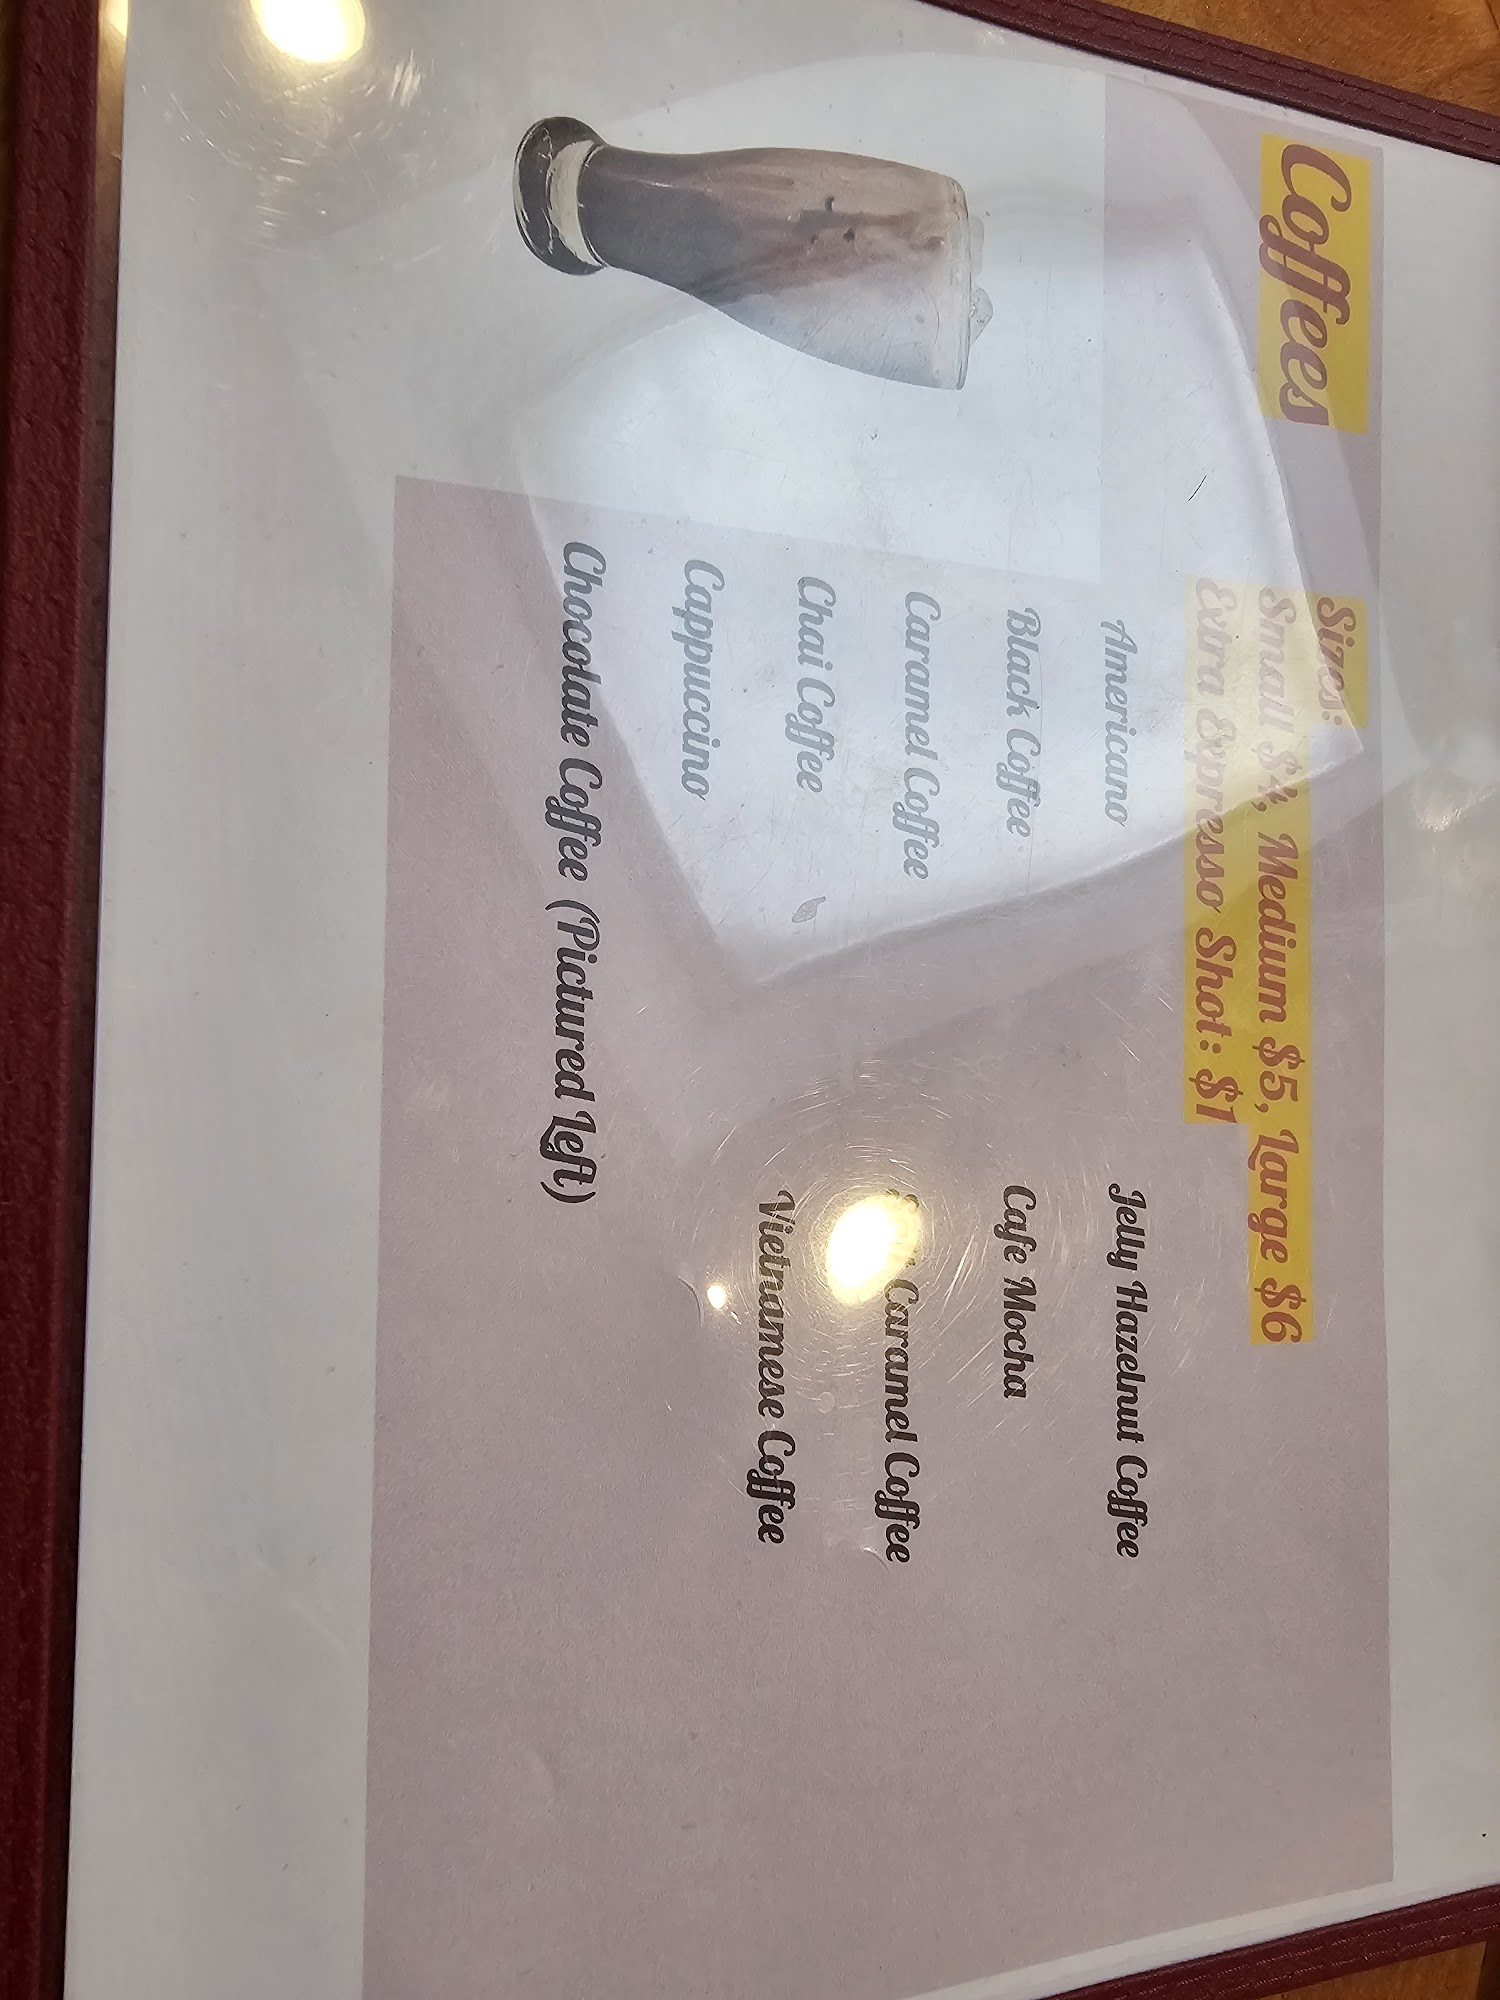 Coffees
Sizes:
Small $4, Medium $5, Large $6
Extra Expresso Shot: $1
Americano
Black Coffee
Caramel Coffee
Chai Coffee
Cappuccino
Chocolate Coffee (Pictured Left)
Jelly Hazelnut Coffee
Cafe Mocha
Caramel Coffee
Vietnamese Coffee